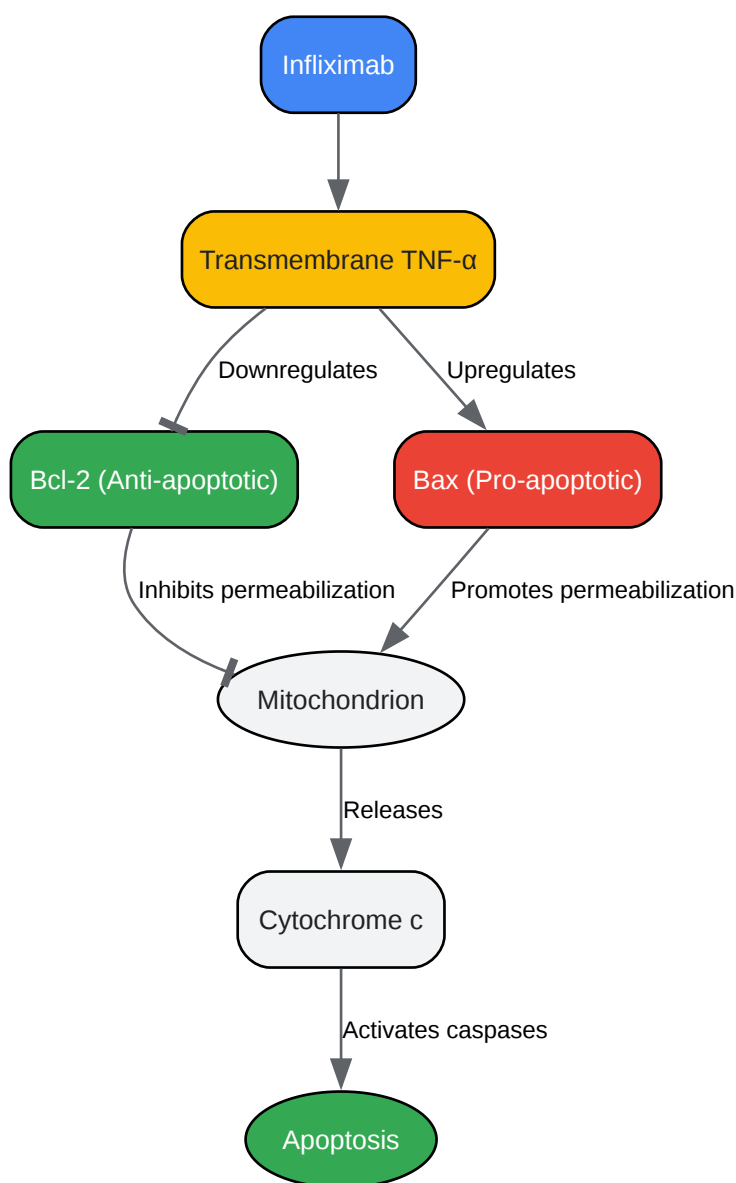 Infliximab
Transmembrane TNF-α
Downregulates
Upregulates
Bcl-2 (Anti-apoptotic)
Bax (Pro-apoptotic)
Inhibits permeabilization
Promotes permeabilization
Mitochondrion
Releases
Cytochrome c
Activates caspases
Apoptosis